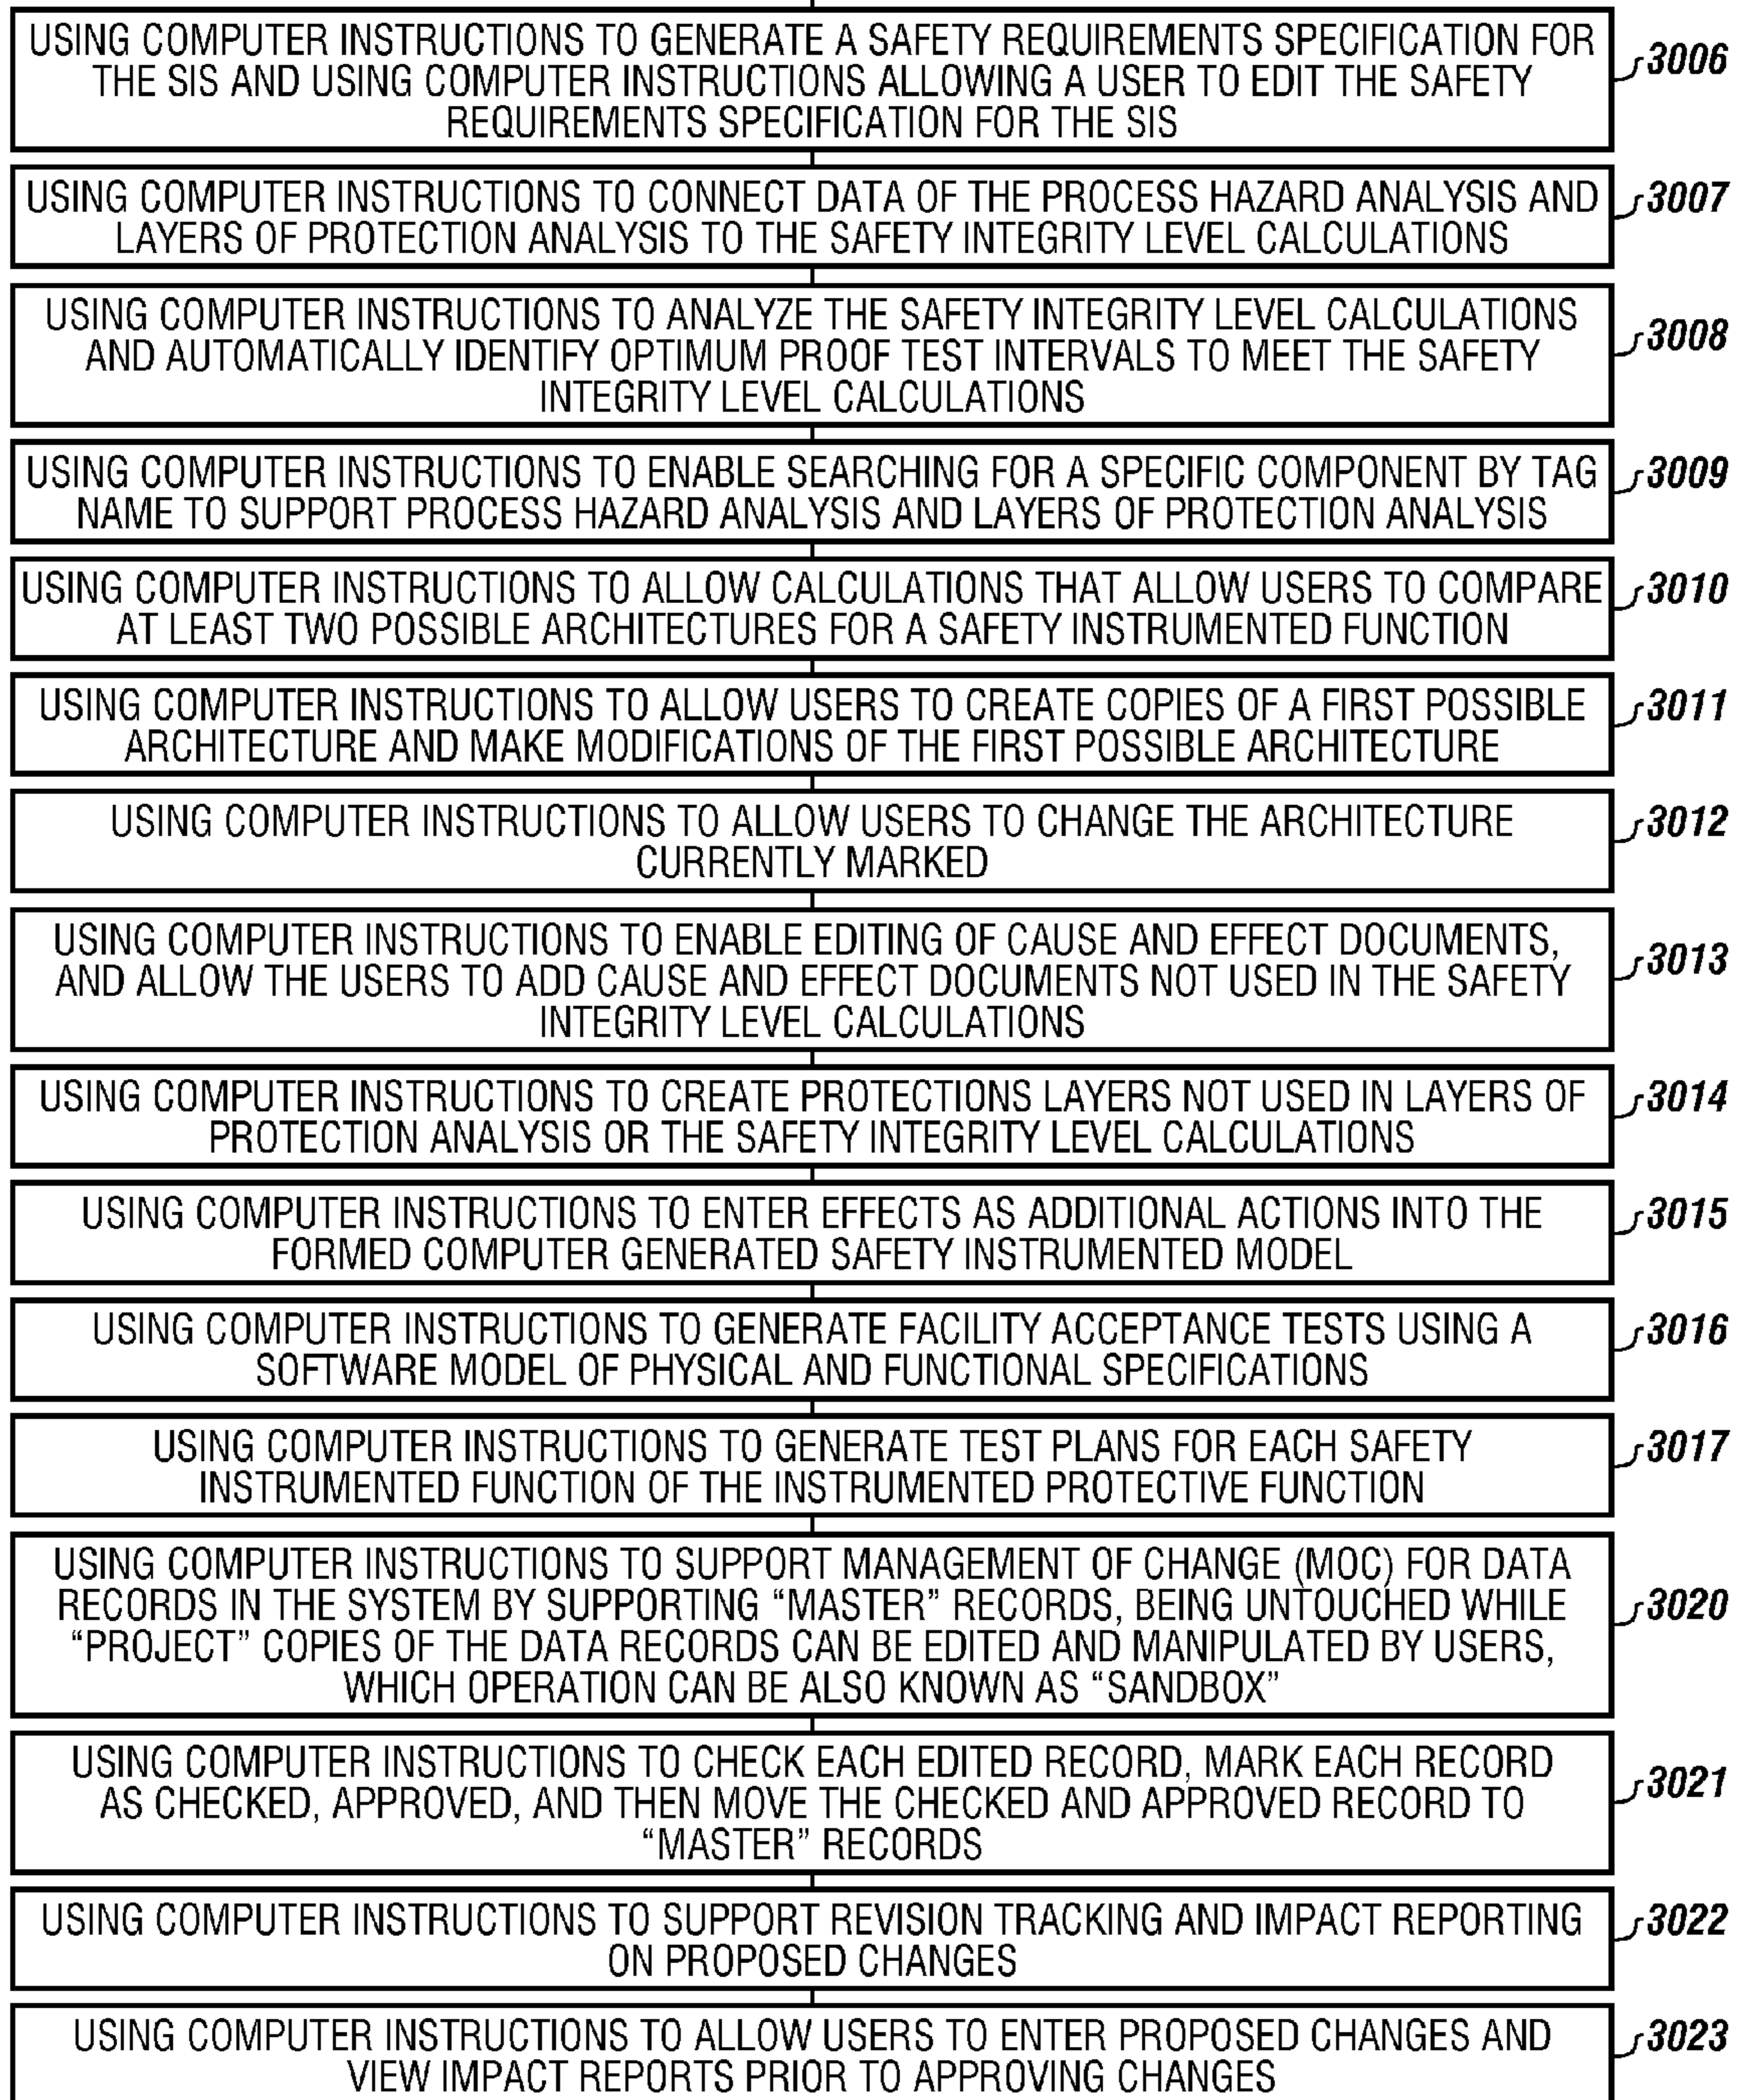 USING COMPUTER INSTRUCTIONS TO GENERATE A SAFETY REQUIREMENTS SPECIFICATION FOR
THE SIS AND USING COMPUTER INSTRUCTIONS ALLOWING A USER TO EDIT THE SAFETY
REQUIREMENTS SPECIFICATION FOR THE SIS
3006
USING COMPUTER INSTRUCTIONS TO CONNECT DATA OF THE PROCESS HAZARD ANALYSIS AND
LAYERS OF PROTECTION ANALYSIS TO THE SAFETY INTEGRITY LEVEL CALCULATIONS
3007
USING COMPUTER INSTRUCTIONS TO ANALYZE THE SAFETY INTEGRITY LEVEL CALCULATIONS
AND AUTOMATICALLY IDENTIFY OPTIMUM PROOF TEST INTERVALS TO MEET THE SAFETY
INTEGRITY LEVEL CALCULATIONS
3008
USING COMPUTER INSTRUCTIONS TO ENABLE SEARCHING FOR A SPECIFIC COMPONENT BY TAG
NAME TO SUPPORT PROCESS HAZARD ANALYSIS AND LAYERS OF PROTECTION ANALYSIS
3009
USING COMPUTER INSTRUCTIONS TO ALLOW CALCULATIONS THAT ALLOW USERS TO COMPARE
AT LEAST TWO POSSIBLE ARCHITECTURES FOR A SAFETY INSTRUMENTED FUNCTION
3010
USING COMPUTER INSTRUCTIONS TO ALLOW USERS TO CREATE COPIES OF A FIRST POSSIBLE
ARCHITECTURE AND MAKE MODIFICATIONS OF THE FIRST POSSIBLE ARCHITECTURE
3011
USING COMPUTER INSTRUCTIONS TO ALLOW USERS TO CHANGE THE ARCHITECTURE
CURRENTLY MARKED
3012
USING COMPUTER INSTRUCTIONS TO ENABLE EDITING OF CAUSE AND EFFECT DOCUMENTS,
AND ALLOW THE USERS TO ADD CAUSE AND EFFECT DOCUMENTS NOT USED IN THE SAFETY
INTEGRITY LEVEL CALCULATIONS
3013
USING COMPUTER INSTRUCTIONS TO CREATE PROTECTIONS LAYERS NOT USED IN LAYERS OF
PROTECTION ANALYSIS OR THE SAFETY INTEGRITY LEVEL CALCULATIONS
3014
USING COMPUTER INSTRUCTIONS TO ENTER EFFECTS AS ADDITIONAL ACTIONS INTO THE
FORMED COMPUTER GENERATED SAFETY INSTRUMENTED MODEL
3015
USING COMPUTER INSTRUCTIONS TO GENERATE FACILITY ACCEPTANCE TESTS USING A
SOFTWARE MODEL OF PHYSICAL AND FUNCTIONAL SPECIFICATIONS
3016
USING COMPUTER INSTRUCTIONS TO GENERATE TEST PLANS FOR EACH SAFETY
INSTRUMENTED FUNCTION OF THE INSTRUMENTED PROTECTIVE FUNCTION
3017
USING COMPUTER INSTRUCTIONS TO SUPPORT MANAGEMENT OF CHANGE (MOC) FOR DATA
RECORDS IN THE SYSTEM BY SUPPORTING “MASTER” RECORDS, BEING UNTOUCHED WHILE
“PROJECT” COPIES OF THE DATA RECORDS CAN BE EDITED AND MANIPULATED BY USERS,
WHICH OPERATION CAN BE ALSO KNOWN AS “SANDBOX”
3020
USING COMPUTER INSTRUCTIONS TO CHECK EACH EDITED RECORD, MARK EACH RECORD
AS CHECKED, APPROVED, AND THEN MOVE THE CHECKED AND APPROVED RECORD TO
“MASTER” RECORDS
3021
USING COMPUTER INSTRUCTIONS TO SUPPORT REVISION TRACKING AND IMPACT REPORTING
ON PROPOSED CHANGES
3022
USING COMPUTER INSTRUCTIONS TO ALLOW USERS TO ENTER PROPOSED CHANGES AND
VIEW IMPACT REPORTS PRIOR TO APPROVING CHANGES
3023